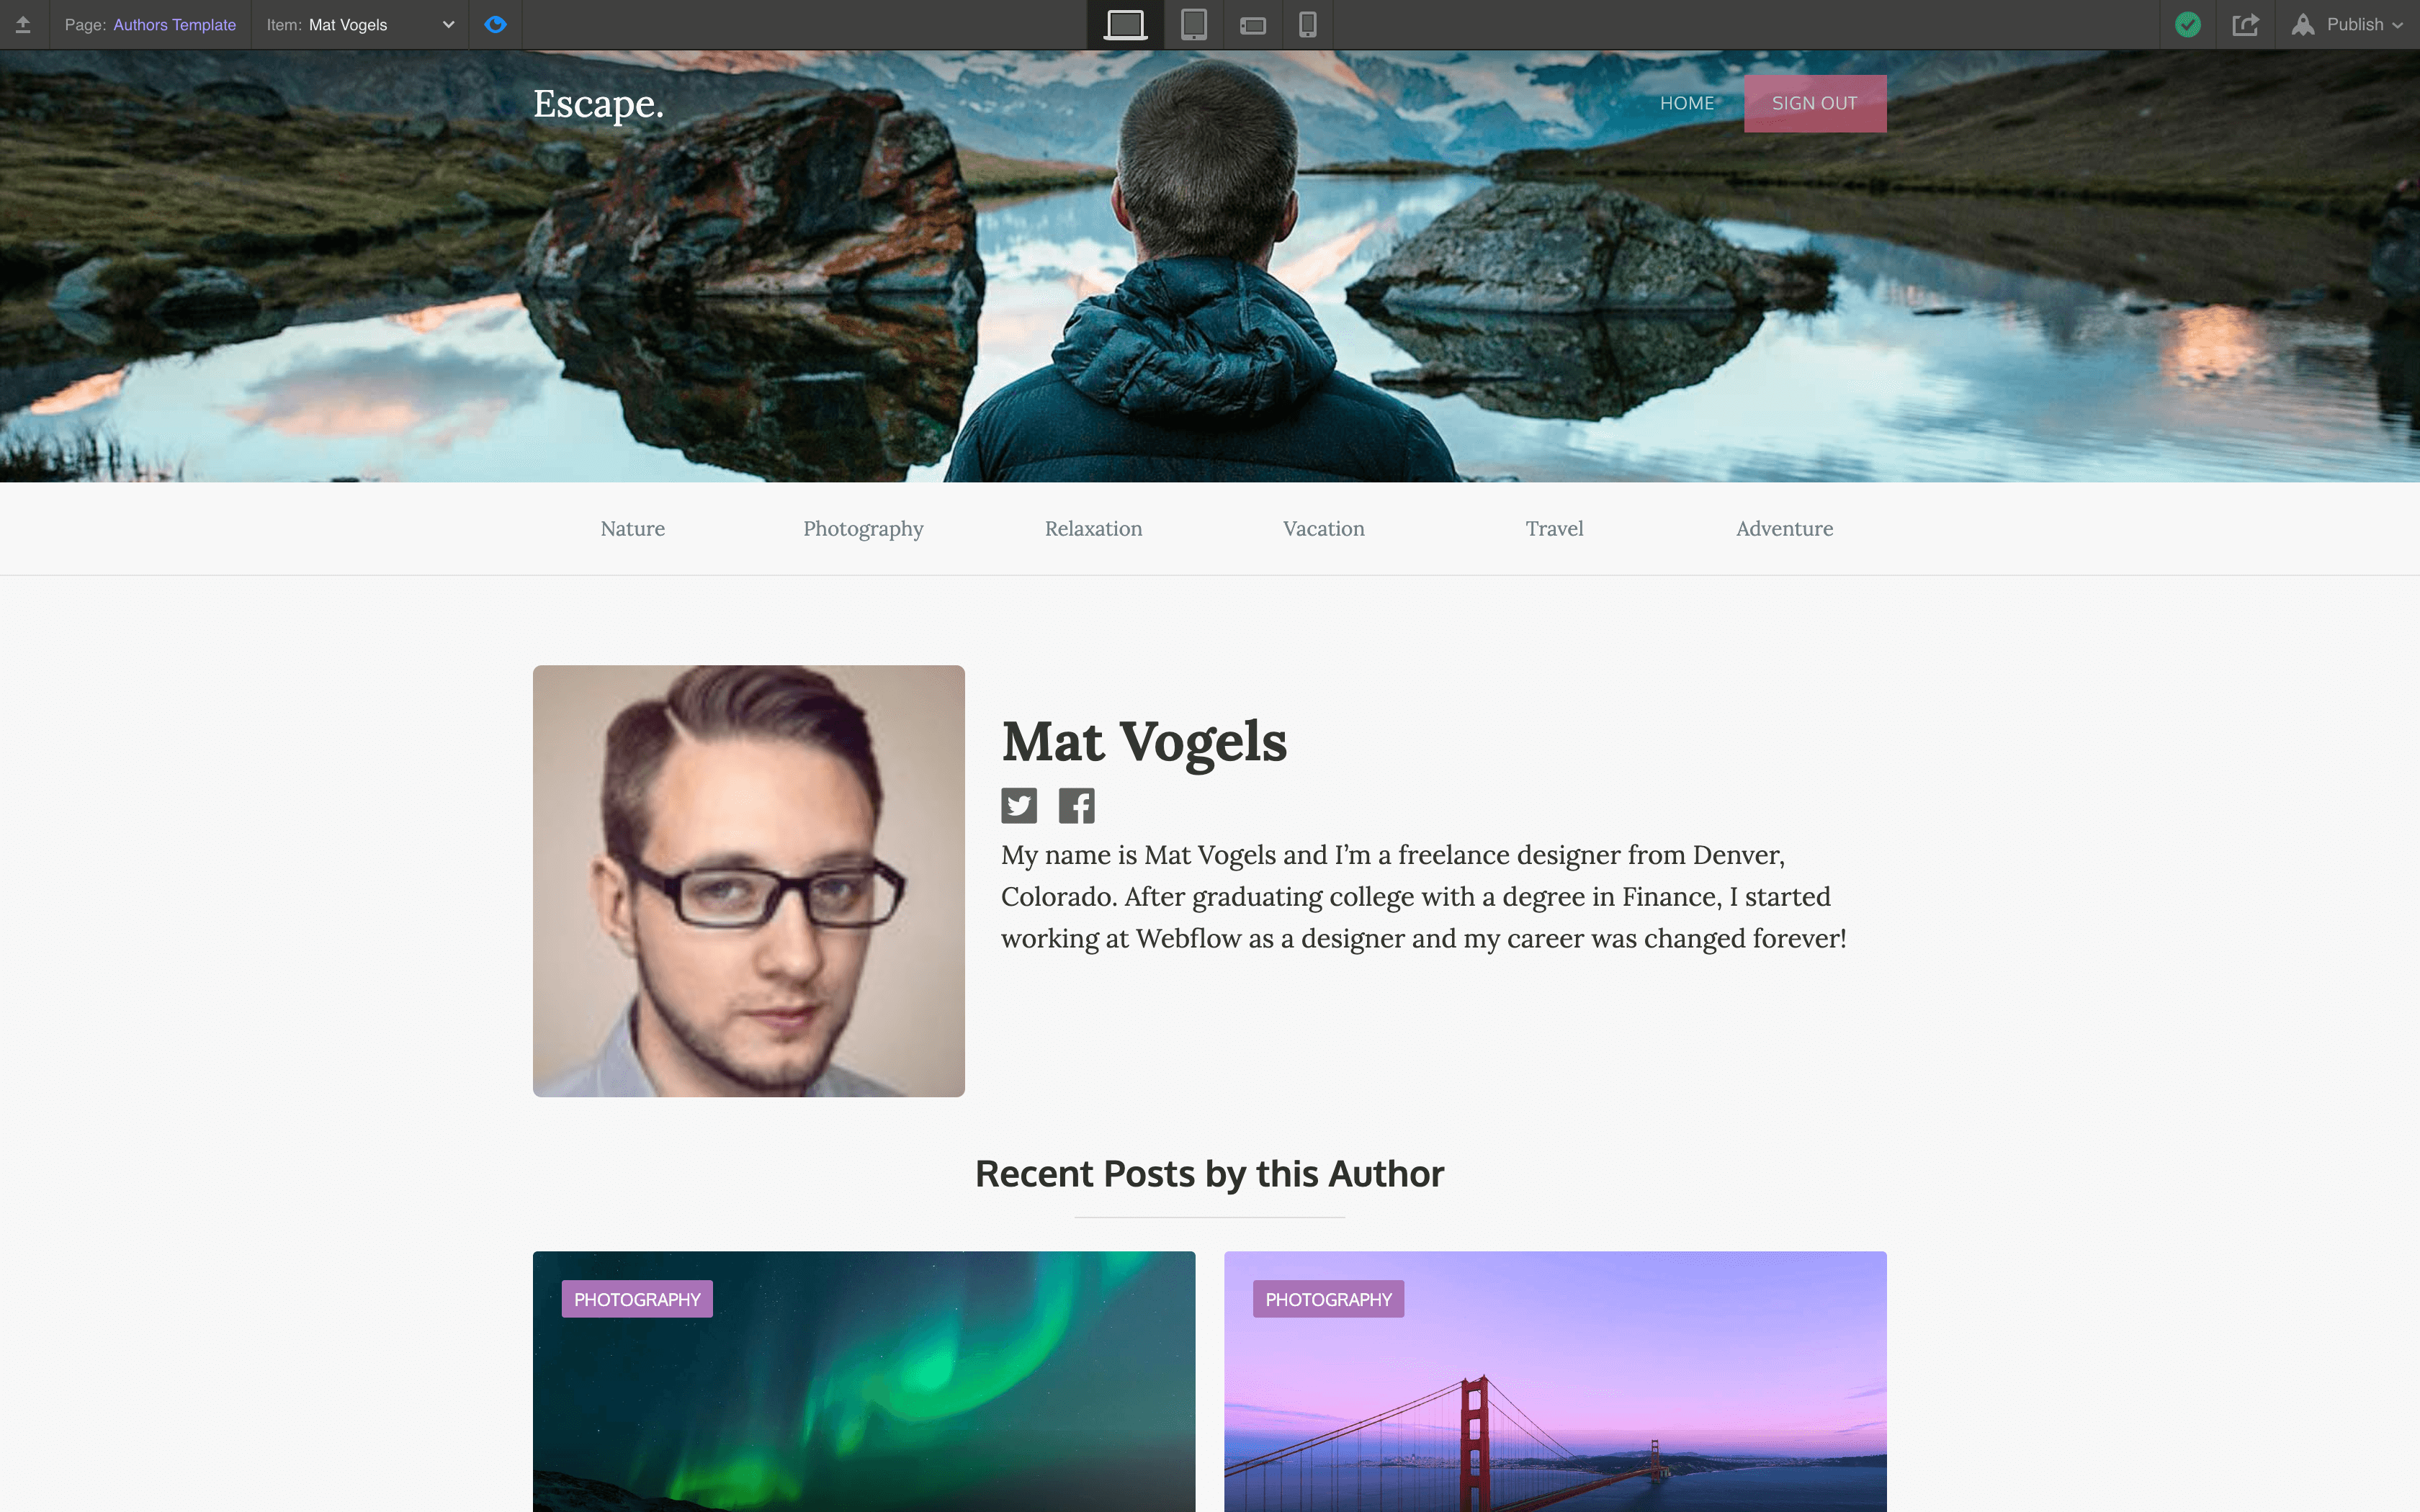 Page: Authors Template
Item: Mat Vogels
Publish
Escape.
HOME
SIGN OUT
Nature
Photography
Relaxation
Vacation
Travel
Adventure
Mat Vogels
My name is Mat Vogels and I’m a freelance designer from Denver,
Colorado. After graduating college with a degree in Finance, I started
working at Webflow as a designer and my career was changed forever!
Recent Posts by this Author
PHOTOGRAPHY
PHOTOGRAPHY